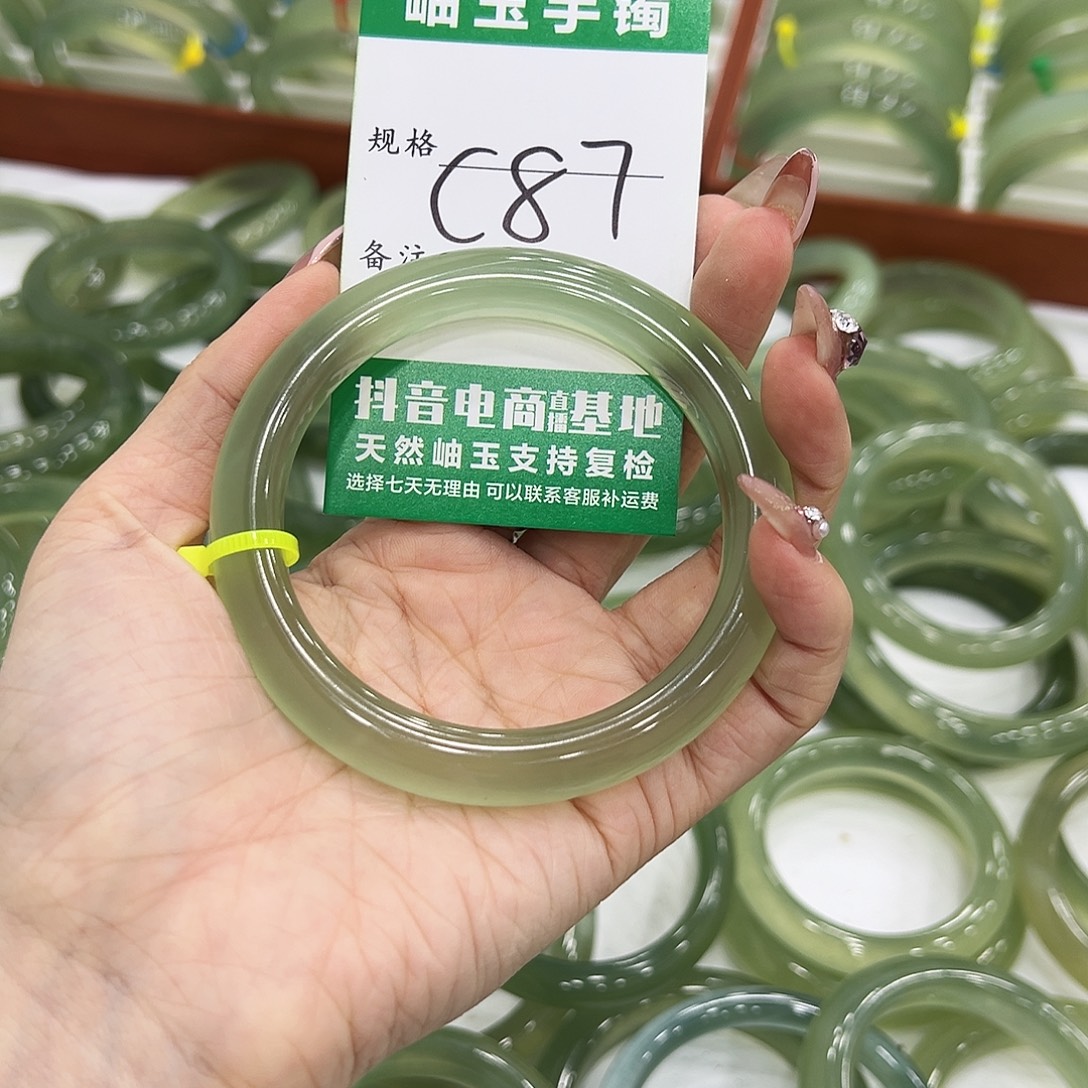 岫玉手镯
规格 C87
备注
抖音电商直播基地
天然岫玉支持复检
选择七天无理由 可以联系客服补运费